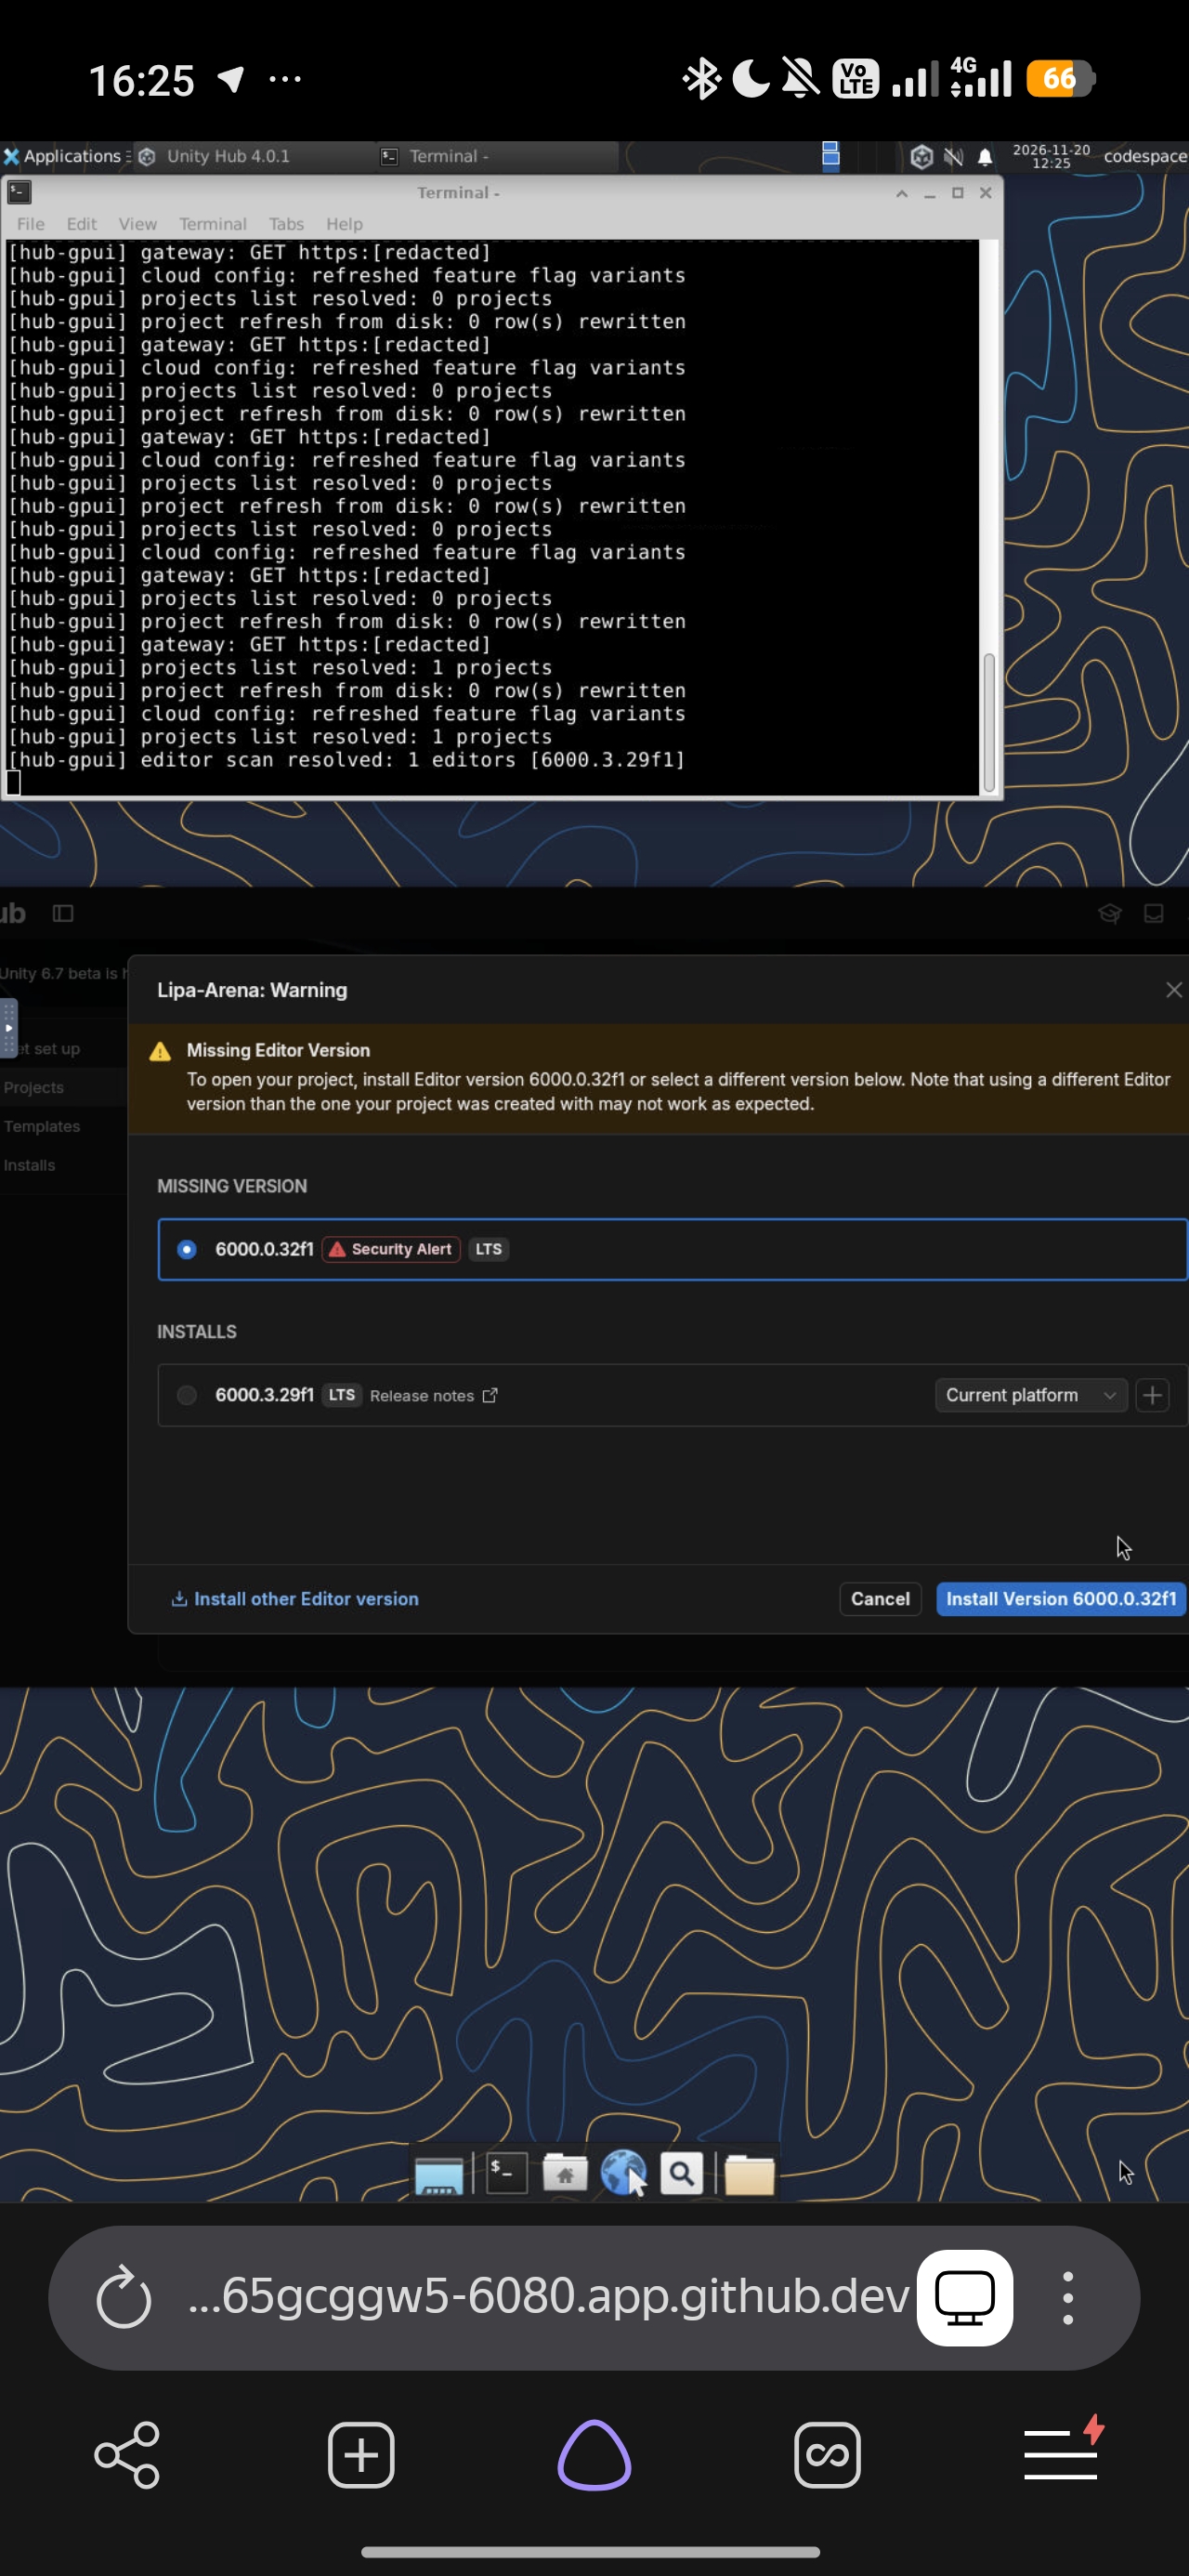 16:25
Vo LTE
4G
66
Applications
Unity Hub 4.0.1
Terminal -
2026-11-20
12:25
codespace
Terminal -
File Edit View Terminal Tabs Help
[hub-gpui] gateway: GET https:[redacted]
[hub-gpui] cloud config: refreshed feature flag variants
[hub-gpui] projects list resolved: 0 projects
[hub-gpui] project refresh from disk: 0 row(s) rewritten
[hub-gpui] gateway: GET https:[redacted]
[hub-gpui] cloud config: refreshed feature flag variants
[hub-gpui] projects list resolved: 0 projects
[hub-gpui] project refresh from disk: 0 row(s) rewritten
[hub-gpui] gateway: GET https:[redacted]
[hub-gpui] cloud config: refreshed feature flag variants
[hub-gpui] projects list resolved: 0 projects
[hub-gpui] project refresh from disk: 0 row(s) rewritten
[hub-gpui] projects list resolved: 0 projects
[hub-gpui] cloud config: refreshed feature flag variants
[hub-gpui] gateway: GET https:[redacted]
[hub-gpui] projects list resolved: 0 projects
[hub-gpui] project refresh from disk: 0 row(s) rewritten
[hub-gpui] gateway: GET https:[redacted]
[hub-gpui] projects list resolved: 1 projects
[hub-gpui] project refresh from disk: 0 row(s) rewritten
[hub-gpui] cloud config: refreshed feature flag variants
[hub-gpui] projects list resolved: 1 projects
[hub-gpui] editor scan resolved: 1 editors [6000.3.29f1]
ub
Unity 6.7 beta is h
et set up
Projects
Templates
Installs
Lipa-Arena: Warning
Missing Editor Version
To open your project, install Editor version 6000.0.32f1 or select a different version below. Note that using a different Editor
version than the one your project was created with may not work as expected.
MISSING VERSION
6000.0.32f1 Security Alert LTS
INSTALLS
6000.3.29f1 LTS Release notes
Current platform
Install other Editor version
Cancel
Install Version 6000.0.32f1
...65gcggw5-6080.app.github.dev